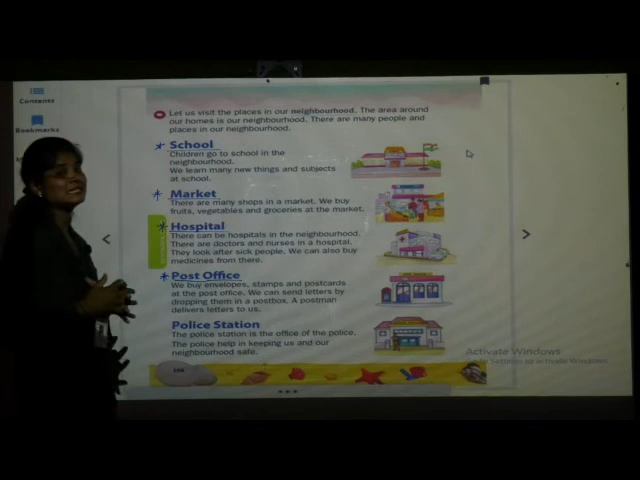 Contents
Bookmarks
Let us visit the places in our neighbourhood. The area around
our homes is our neighbourhood. There are many people and
places in our neighbourhood.
School
Children go to school in the
neighbourhood.
We learn many new things and subjects
at school.
Market
There are many shops in a market. We buy
fruits, vegetables and groceries at the market.
Hospital
There can be hospitals in the neighbourhood.
There are doctors and nurses in a hospital.
They look after sick people. We can also buy
medicines from there.
Post Office
We buy envelopes, stamps and postcards
at the post office. We can send letters by
dropping them in a postbox. A postman
delivers letters to us.
Police Station
The police station is the office of the police.
The police help in keeping us and our
neighbourhood safe.
Activate Windows
Go to Settings to activate Windows.